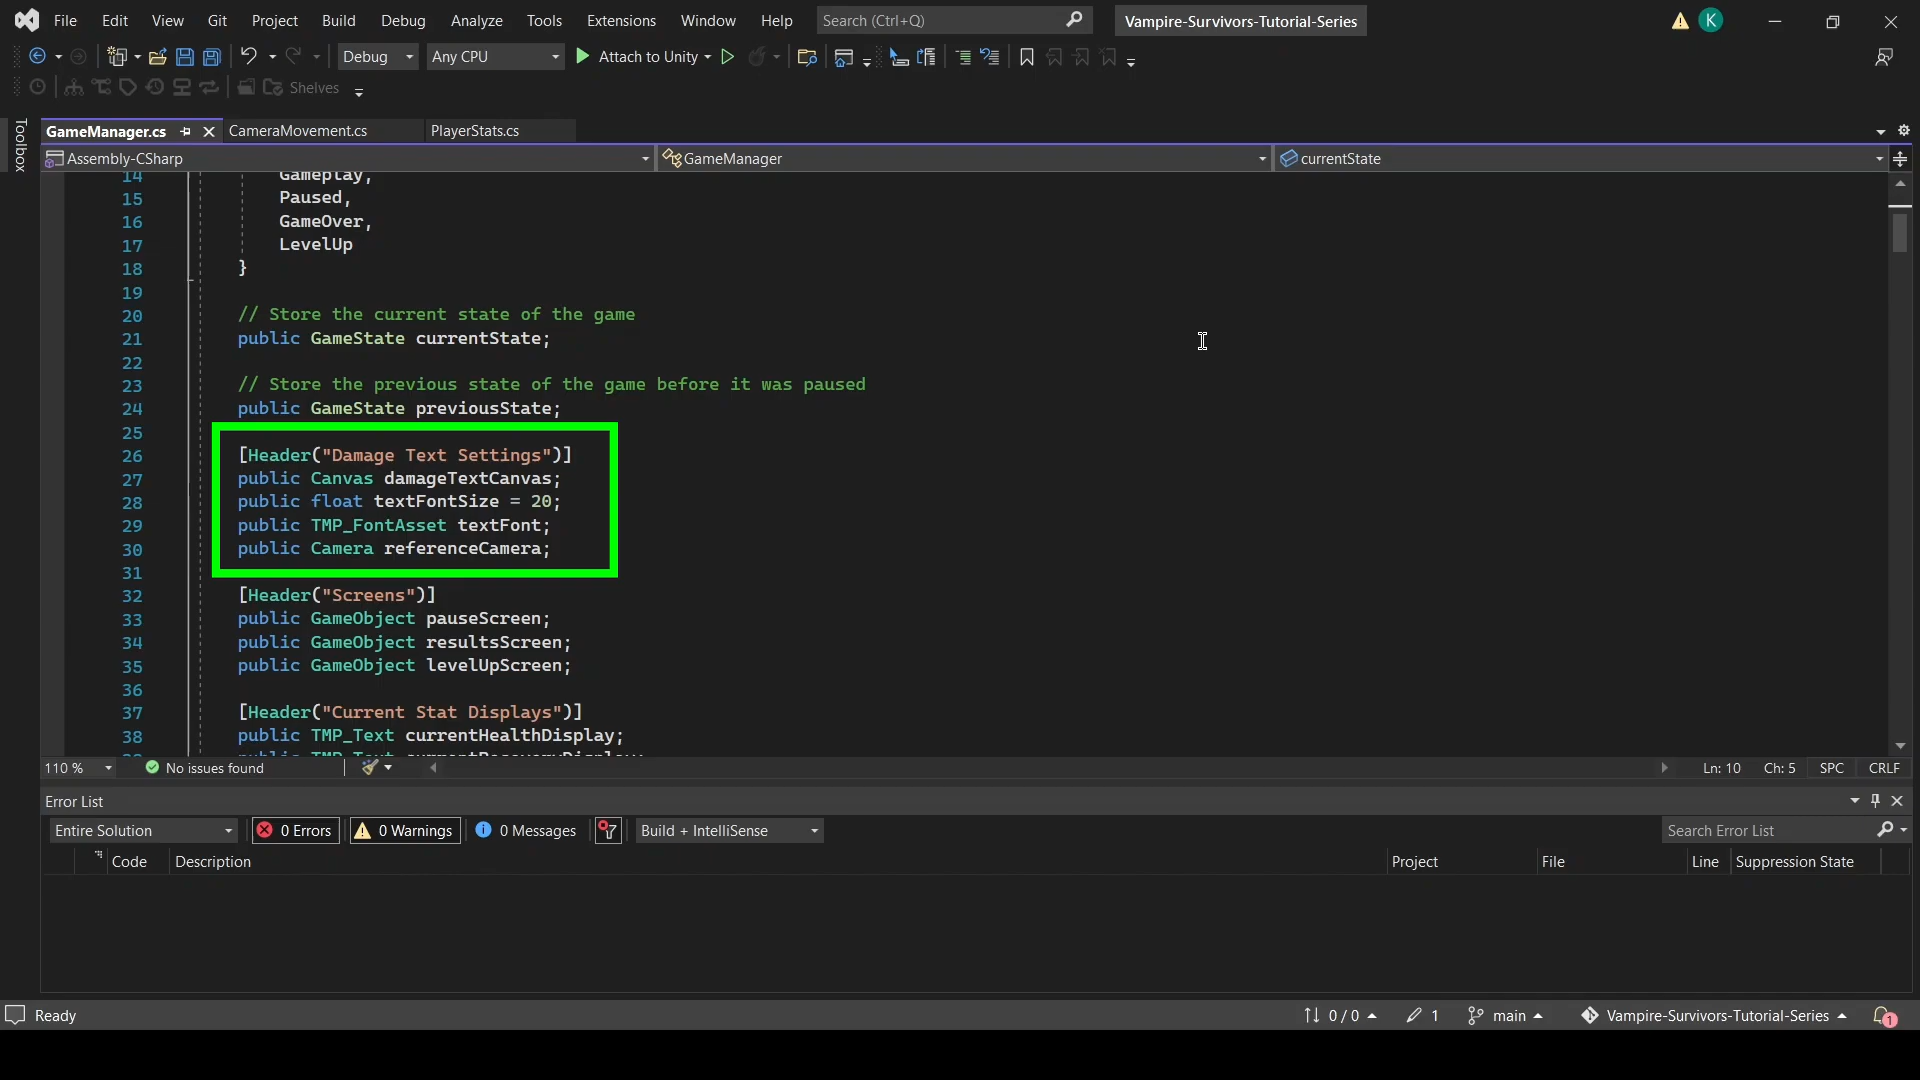 File Edit View Git Project Build Debug Analyze Tools Extensions Window Help Search (Ctrl+Q) Vampire-Survivors-Tutorial-Series K
Debug Any CPU Attach to Unity
Shelves
Toolbox
GameManager.cs CameraMovement.cs PlayerStats.cs
Assembly-CSharp GameManager currentState
14 Gameplay,
15 Paused,
16 GameOver,
17 LevelUp
18 }
19
20 // Store the current state of the game
21 public GameState currentState;
22
23 // Store the previous state of the game before it was paused
24 public GameState previousState;
25
26 [Header("Damage Text Settings")]
27 public Canvas damageTextCanvas;
28 public float textFontSize = 20;
29 public TMP_FontAsset textFont;
30 public Camera referenceCamera;
31
32 [Header("Screens")]
33 public GameObject pauseScreen;
34 public GameObject resultsScreen;
35 public GameObject levelUpScreen;
36
37 [Header("Current Stat Displays")]
38 public TMP_Text currentHealthDisplay;
110 % No issues found Ln: 10 Ch: 5 SPC CRLF
Error List
Entire Solution 0 Errors 0 Warnings 0 Messages Build + IntelliSense Search Error List
Code Description Project File Line Suppression State
Ready 0 / 0 1 main Vampire-Survivors-Tutorial-Series 1